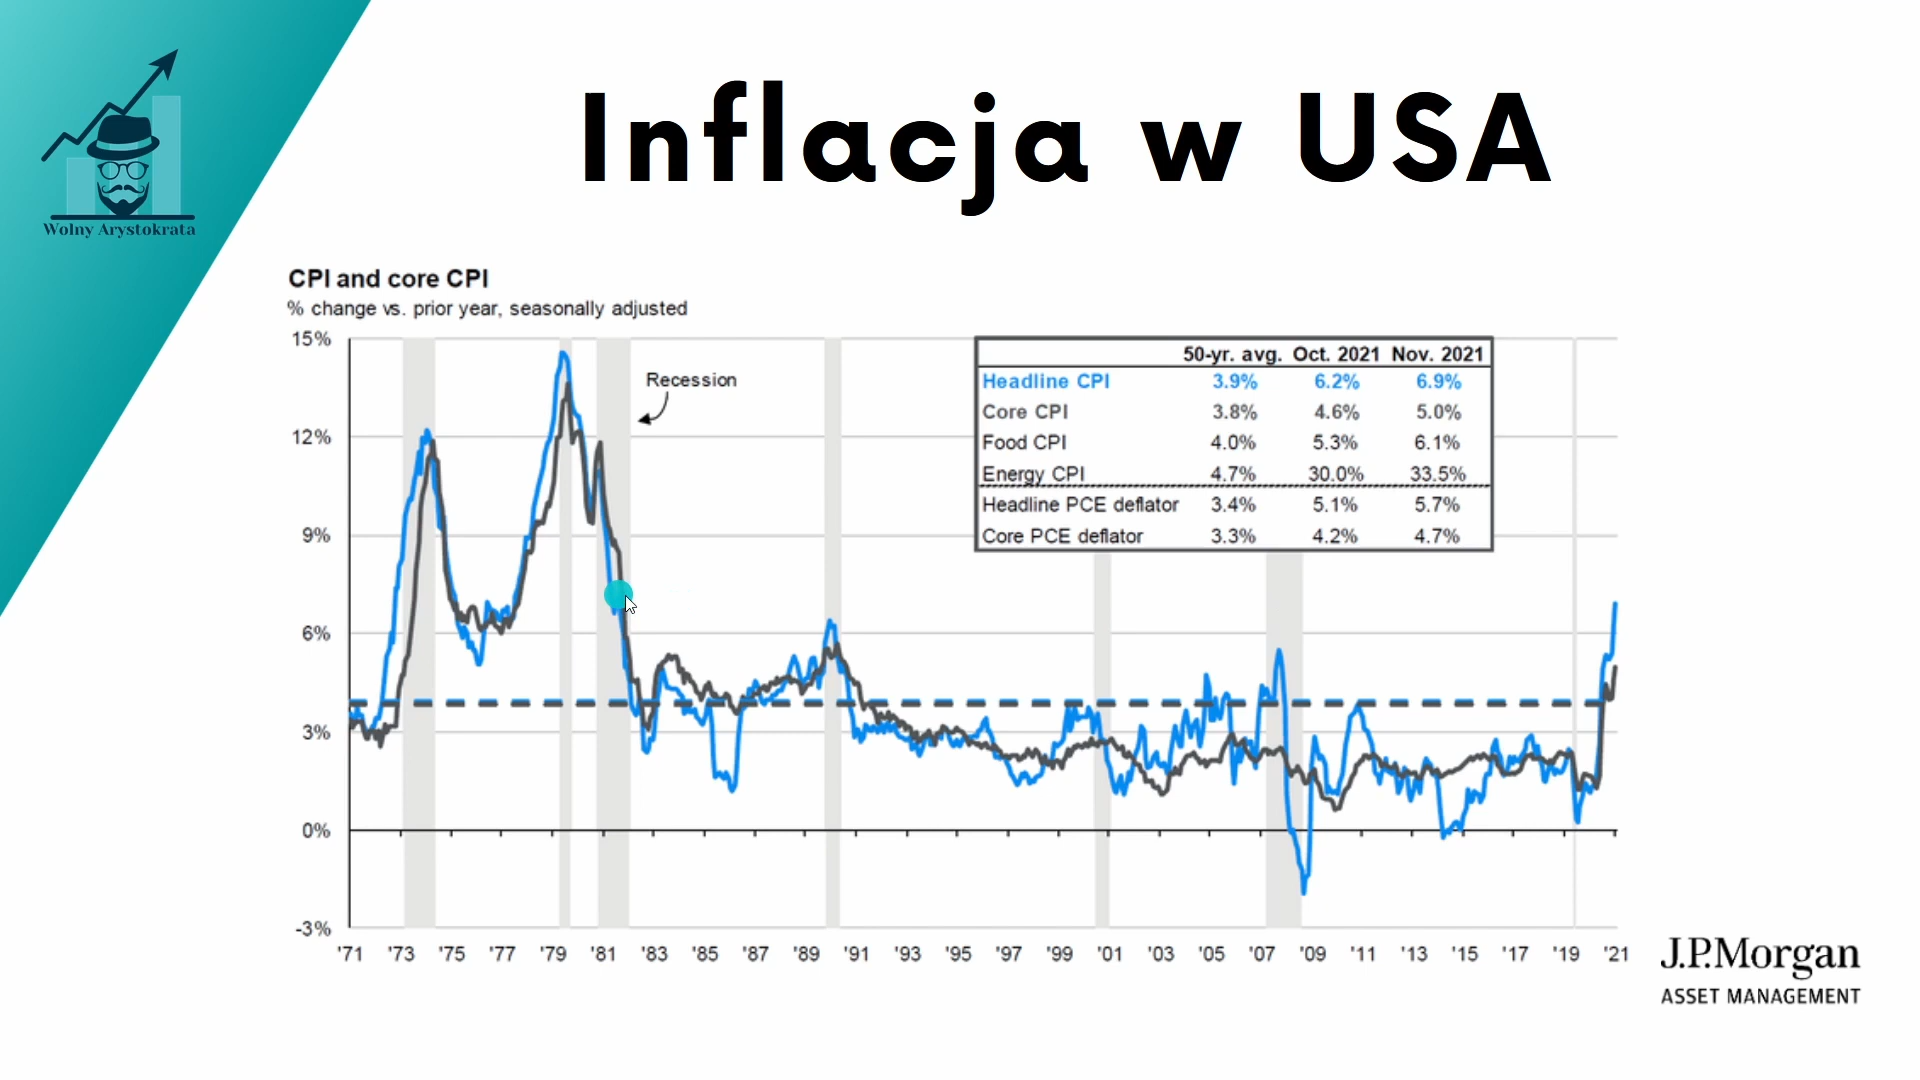 Inflacja w USA
Wolny Arystokrata
CPI and core CPI
% change vs. prior year, seasonally adjusted
15%
12%
9%
6%
3%
0%
-3%
Recession
50-yr. avg. Oct. 2021 Nov. 2021
Headline CPI 3.9% 6.2% 6.9%
Core CPI 3.8% 4.6% 5.0%
Food CPI 4.0% 5.3% 6.1%
Energy CPI 4.7% 30.0% 33.5%
Headline PCE deflator 3.4% 5.1% 5.7%
Core PCE deflator 3.3% 4.2% 4.7%
'71 '73 '75 '77 '79 '81 '83 '85 '87 '89 '91 '93 '95 '97 '99 '01 '03 '05 '07 '09 '11 '13 '15 '17 '19 '21
J.P.Morgan
ASSET MANAGEMENT